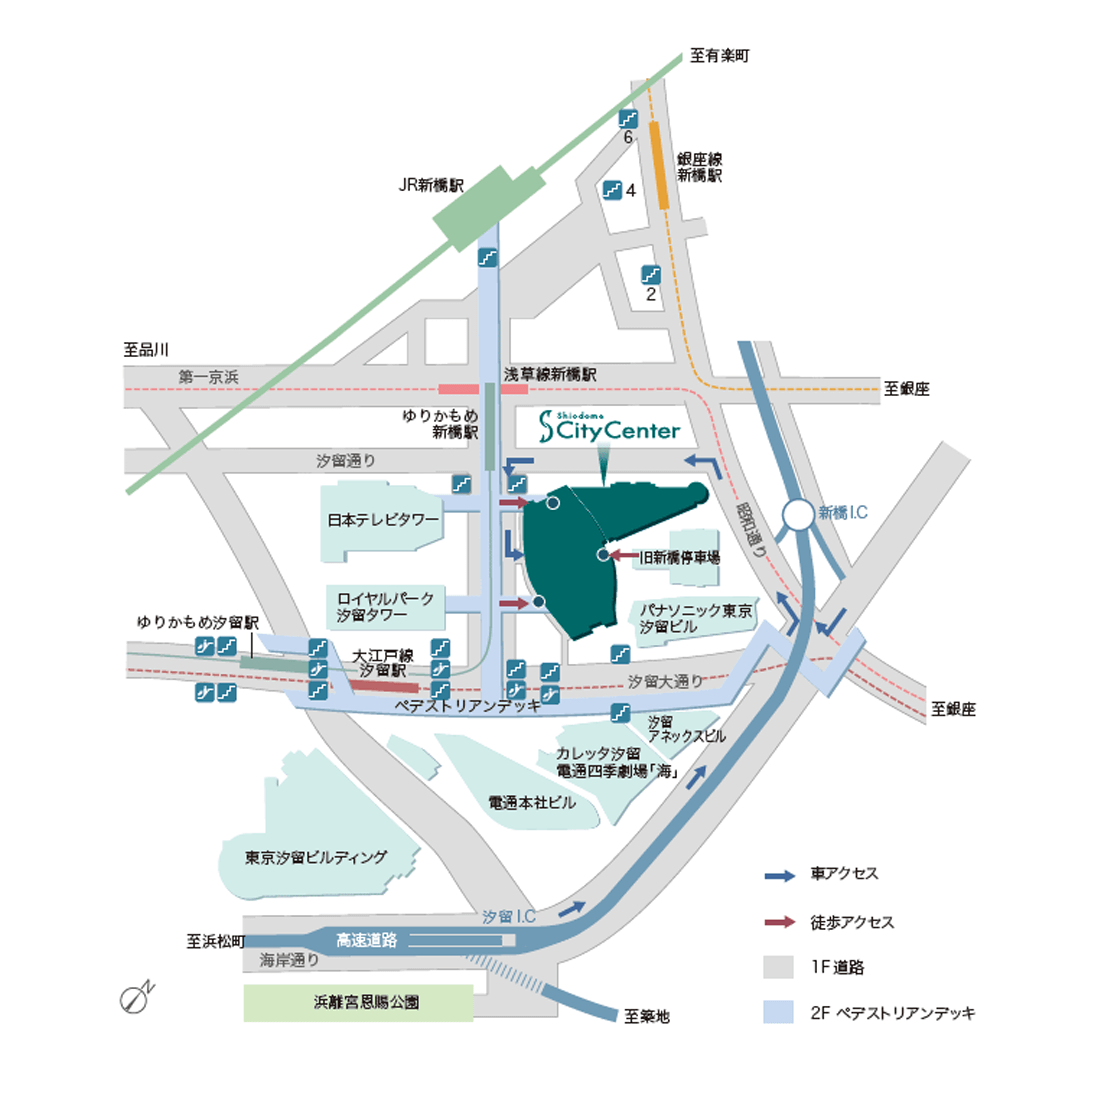 至有楽町
6
銀座線
新橋駅
JR新橋駅
4
2
至品川
第一京浜
浅草線新橋駅
至銀座
ゆりかもめ
新橋駅
Shiodome
CityCenter
汐留通り
日本テレビタワー
昭和通り
新橋I.C
旧新橋停車場
ロイヤルパーク
汐留タワー
パナソニック東京
汐留ビル
ゆりかもめ汐留駅
大江戸線
汐留駅
汐留大通り
ペデストリアンデッキ
至銀座
汐留
アネックスビル
カレッタ汐留
電通四季劇場「海」
電通本社ビル
東京汐留ビルディング
車アクセス
汐留I.C
徒歩アクセス
至浜松町
高速道路
海岸通り
1F道路
浜離宮恩賜公園
至築地
2F ペデストリアンデッキ
N